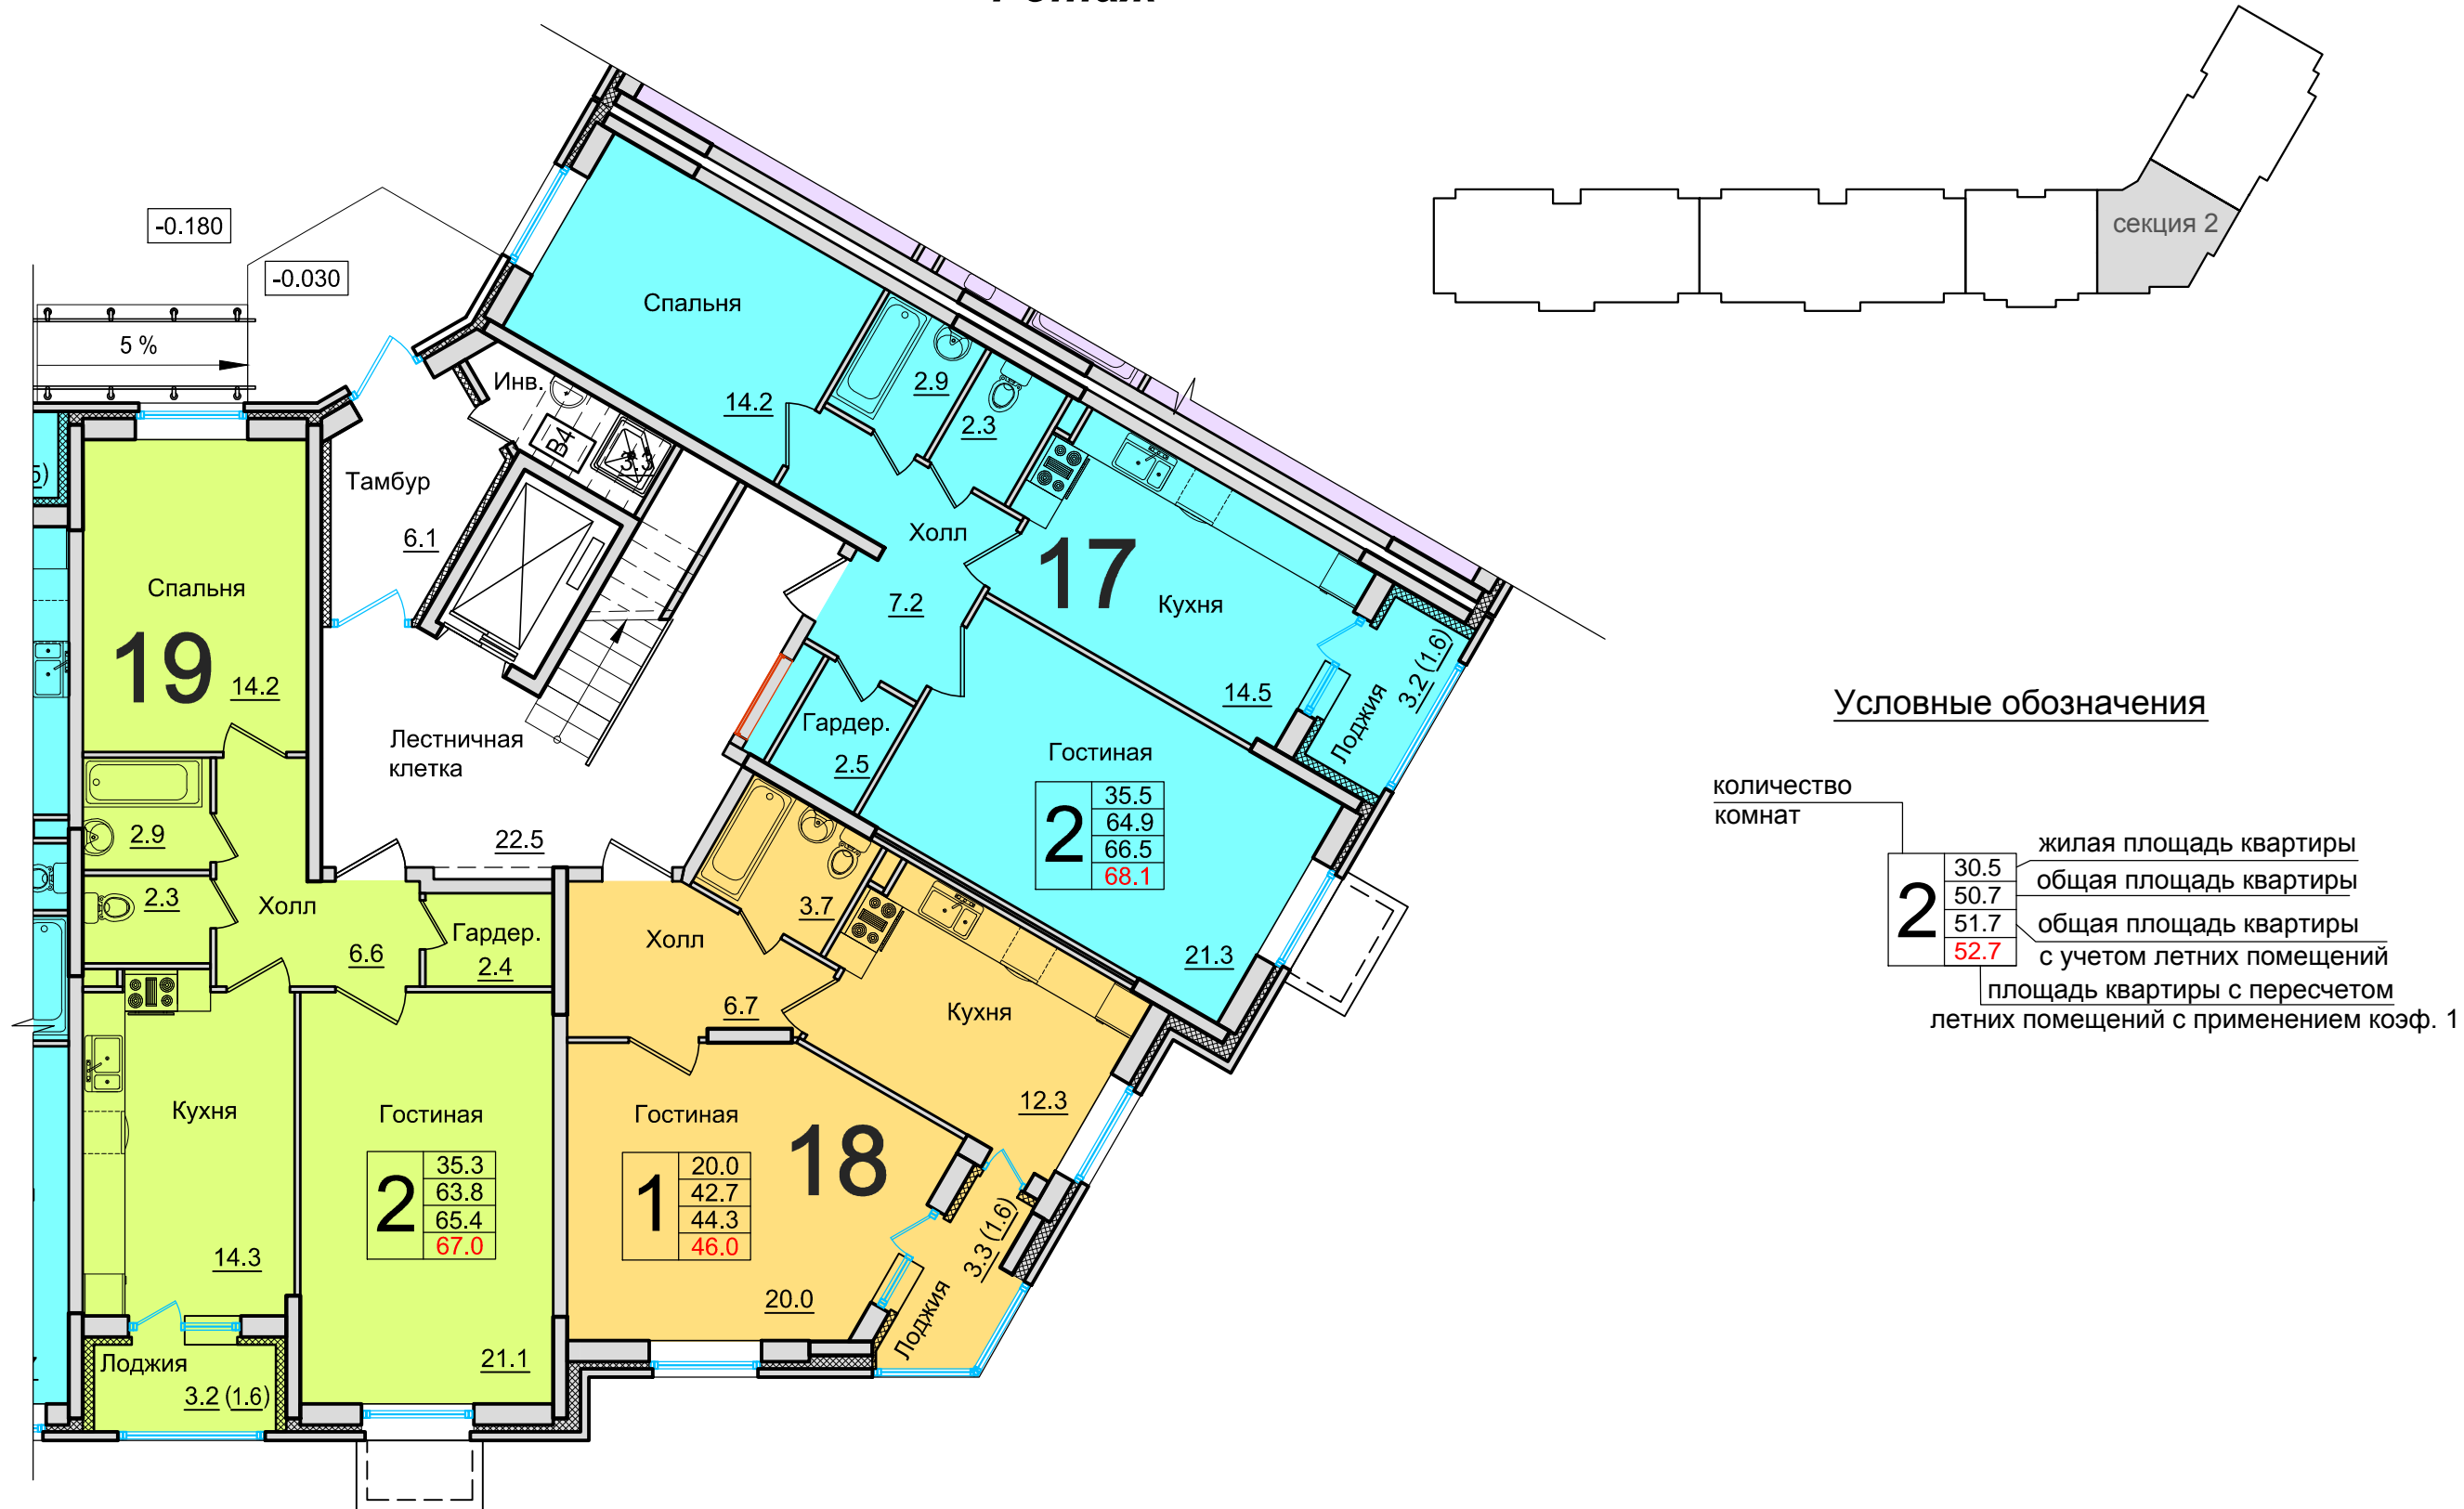 -0.180
-0.030
5 %
секция 2
Инв.
В4
3.3
Тамбур
6.1
Лестничная
клетка
22.5
17
Спальня
14.2
2.9
2.3
Холл
7.2
Кухня
14.5
Лоджия
3.2 (1.6)
Гардер.
2.5
Гостиная
2
35.5
64.9
66.5
68.1
21.3
19
Спальня
14.2
2.9
2.3
Холл
6.6
Гардер.
2.4
Кухня
14.3
Гостиная
2
35.3
63.8
65.4
67.0
21.1
Лоджия
3.2 (1.6)
18
3.7
Холл
6.7
Кухня
12.3
Гостиная
1
20.0
42.7
44.3
46.0
20.0
Лоджия
3.3 (1.6)
Условные обозначения
количество
комнат
2
30.5
50.7
51.7
52.7
жилая площадь квартиры
общая площадь квартиры
общая площадь квартиры
с учетом летних помещений
площадь квартиры с пересчетом
летних помещений с применением коэф. 1